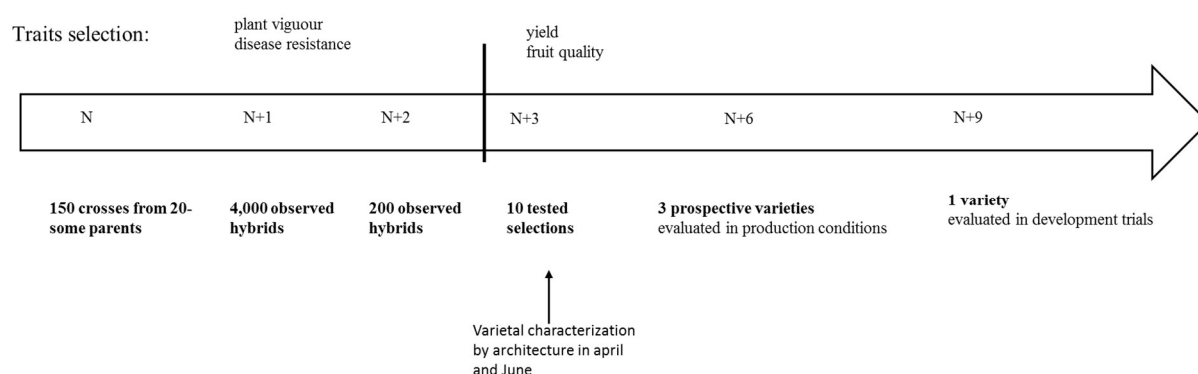 Traits selection:
plant vigour
disease resistance
yield
fruit quality
N
N+1
N+2
N+3
N+6
N+9
150 crosses from 20-
some parents
4,000 observed
hybrids
200 observed
hybrids
10 tested
selections
3 prospective varieties
evaluated in production conditions
1 variety
evaluated in development trials
Varietal characterization
by architecture in april
and June